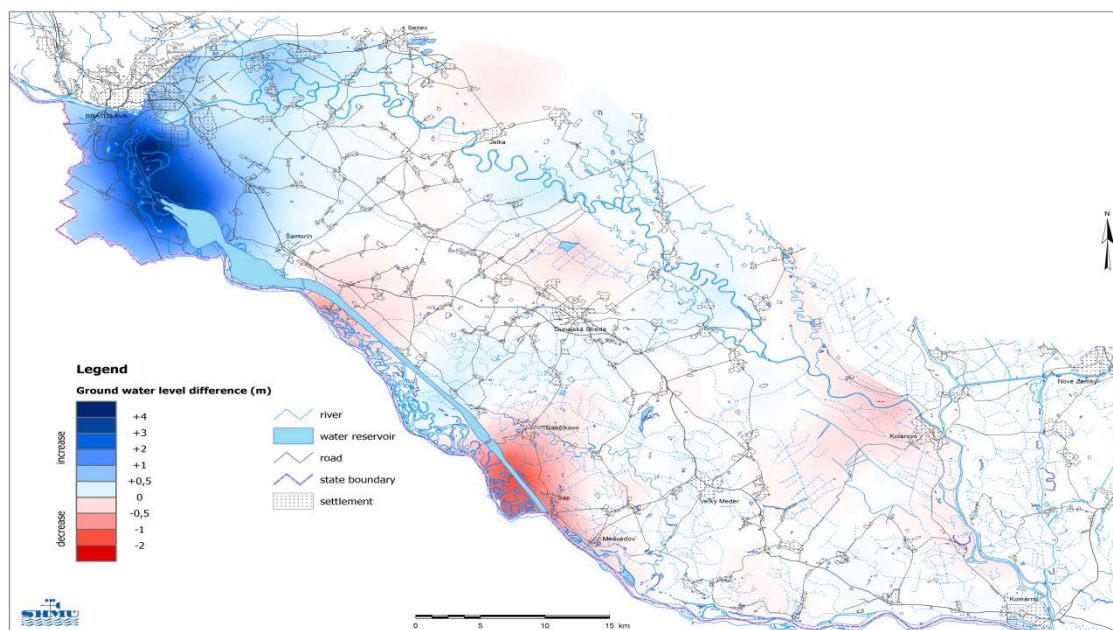 Senec
BRATISLAVA
Jelka
N
Šamorín
Dunajská Streda
Nové Zámky
Legend
Ground water level difference (m)
increase
decrease
+4
+3
+2
+1
+0,5
0
-0,5
-1
-2
river
water reservoir
road
state boundary
settlement
Gabčíkovo
Kolárovo
Sap
Veľký Meder
Medveďov
Komárno
SHMÚ
0 5 10 15 km